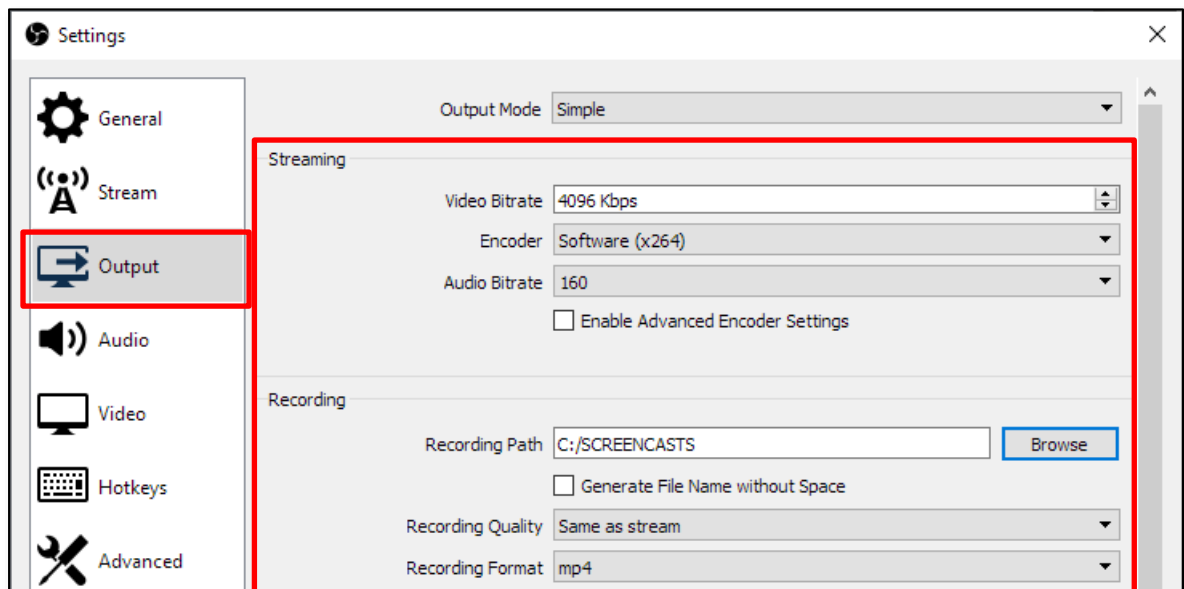 Settings
General
Stream
Output
Audio
Video
Hotkeys
Advanced
Output Mode Simple
Streaming
Video Bitrate 4096 Kbps
Encoder Software (x264)
Audio Bitrate 160
Enable Advanced Encoder Settings
Recording
Recording Path C:/SCREENCASTS Browse
Generate File Name without Space
Recording Quality Same as stream
Recording Format mp4